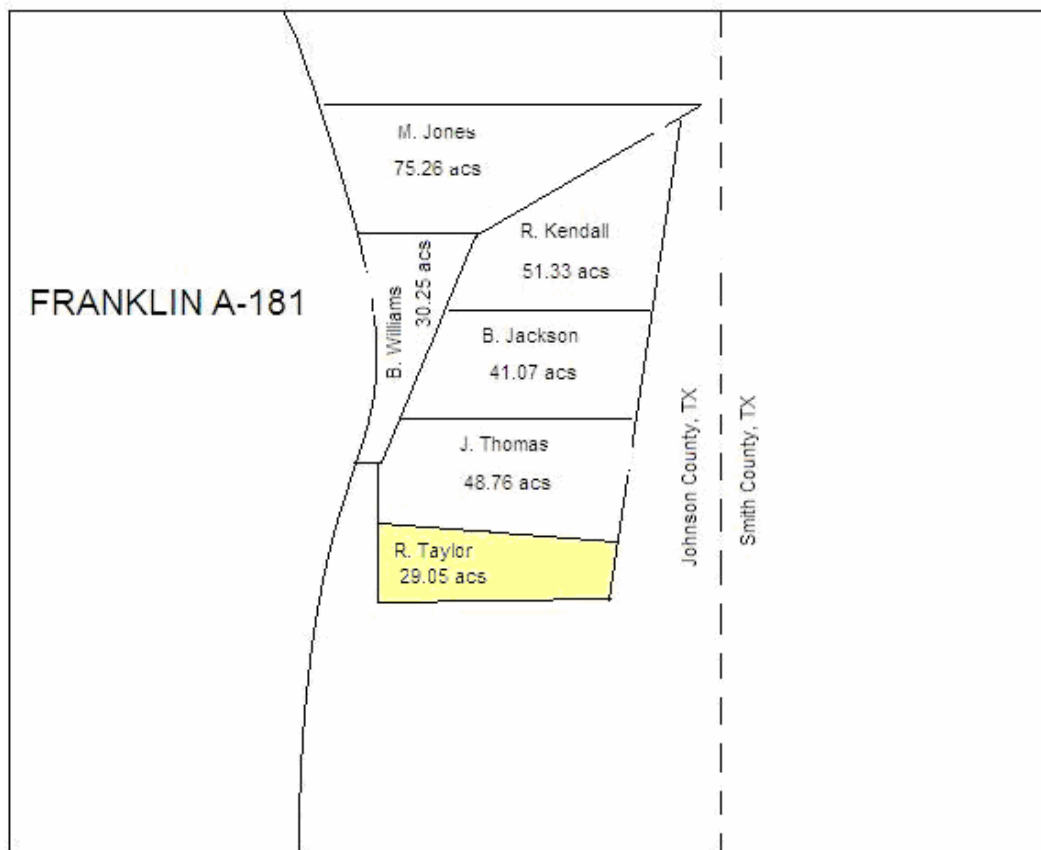 M. Jones
75.26 acs
R. Kendall
51.33 acs
FRANKLIN A-181
B. Williams
30.25 acs
B. Jackson
41.07 acs
J. Thomas
48.76 acs
R. Taylor
29.05 acs
Johnson County, TX
Smith County, TX